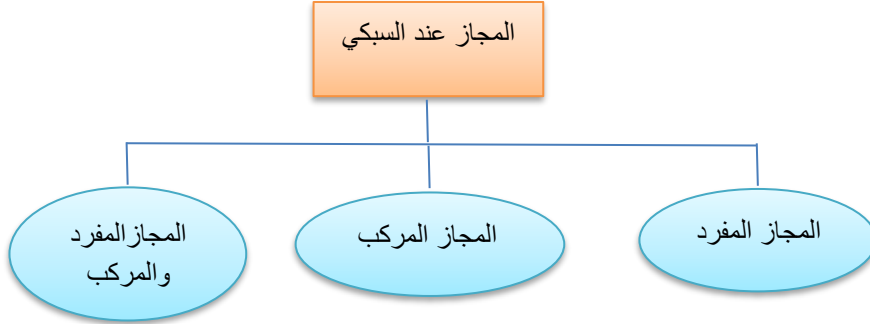 المجاز عند السبكي
المجاز المفرد
المجاز المركب
المجازالمفرد
والمركب